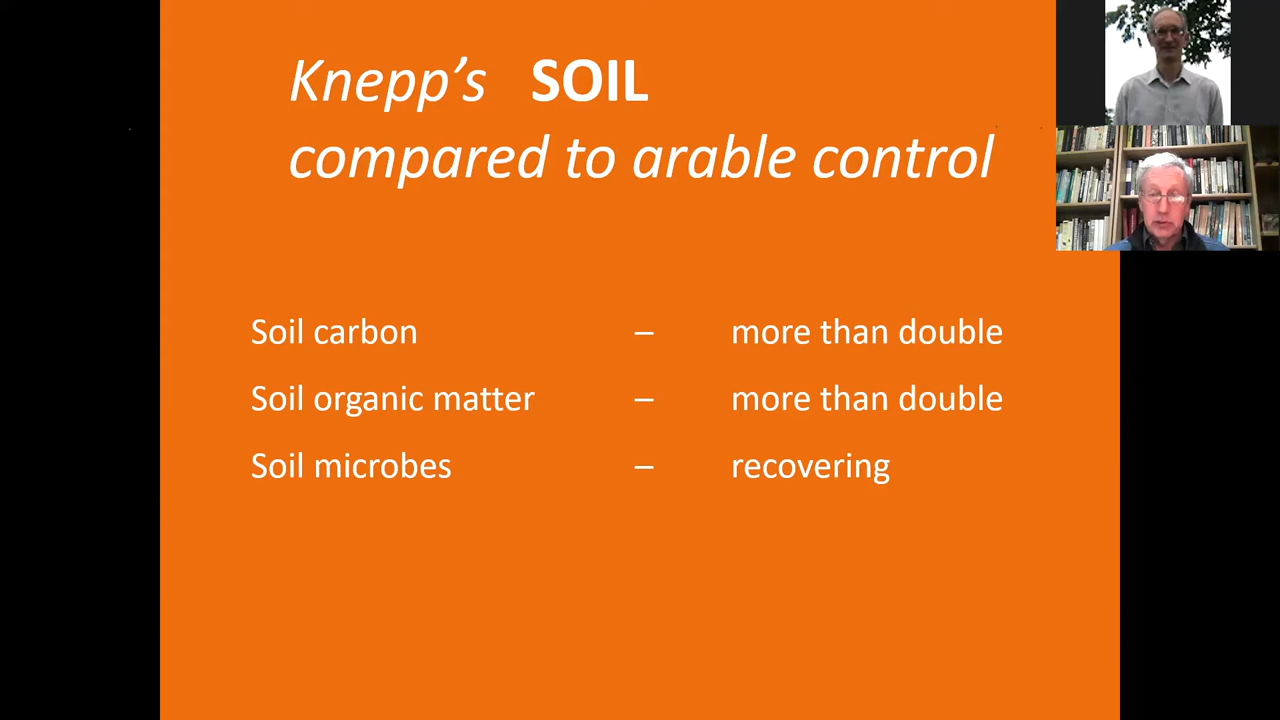 Knepp's SOIL
compared to arable control
Soil carbon – more than double
Soil organic matter – more than double
Soil microbes – recovering